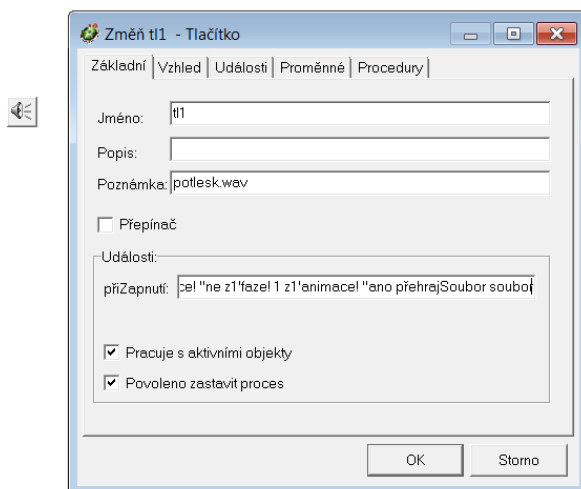 Změň tl1 - Tlačítko
Základní Vzhled Události Proměnné Procedury
Jméno: tl1
Popis:
Poznámka: potlesk.wav
Přepínač
Události:
přiZapnutí: ce! "ne z1'faze! 1 z1'animace! "ano přehrajSoubor soubor
Pracuje s aktivními objekty
Povoleno zastavit proces
OK Storno